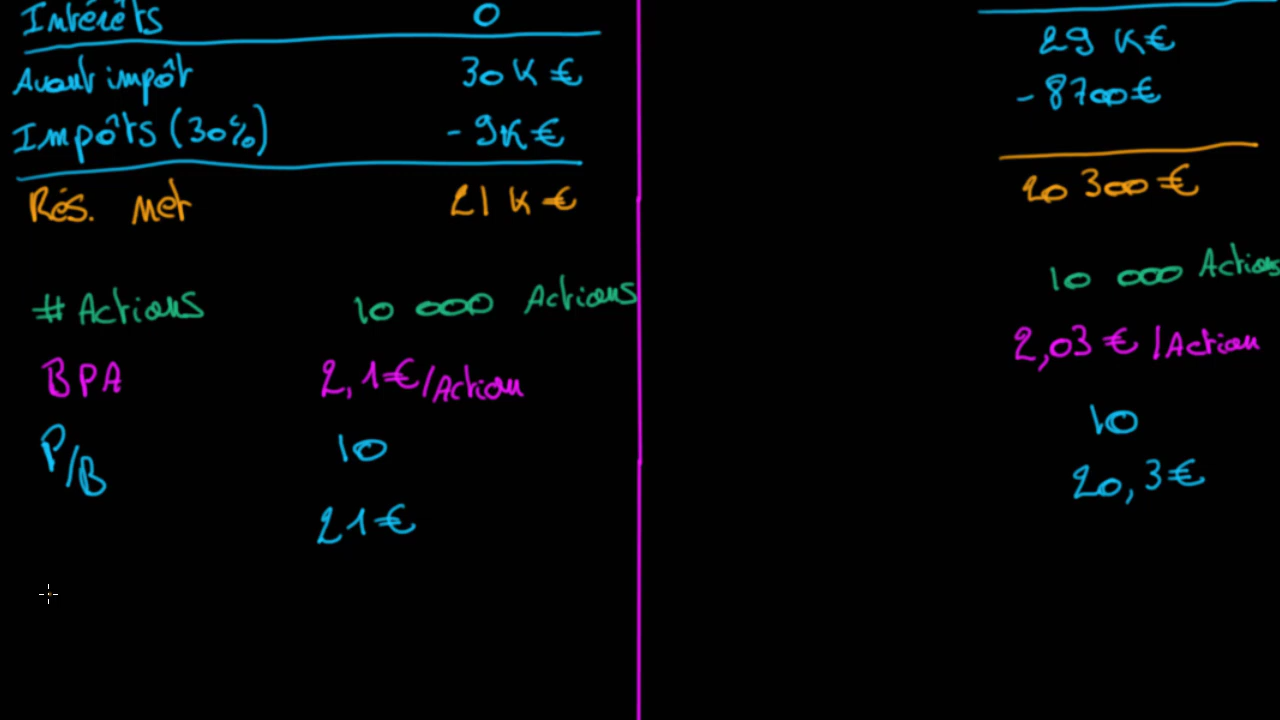 Intérêts 0
Avant impôt 30 K €
Impôts (30%) - 9K€
Rés. net 21 K €
# Actions 10 000 Actions
BPA 2,1€/Action
P/B 10
21€
29 K€
- 8700€
20 300 €
10 000 Actions
2,03 € /Action
10
20,3€